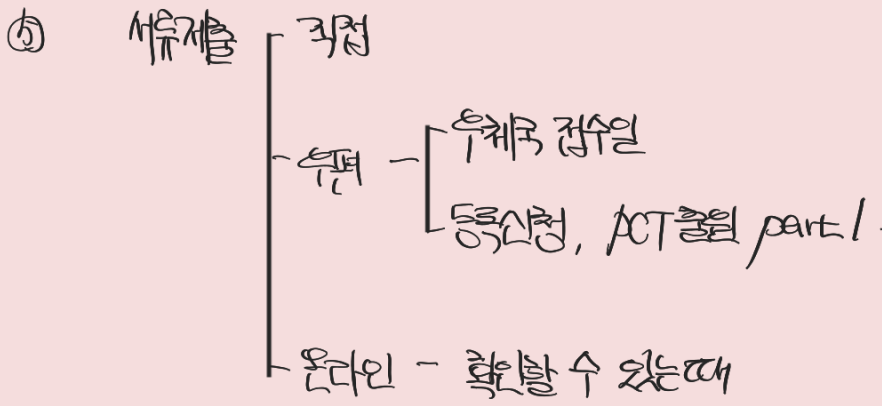 ⑤ 서류제출 직접
우편 - 우체국 접수일
등록신청, PCT출원 part 1
온라인 - 확인할 수 있는때